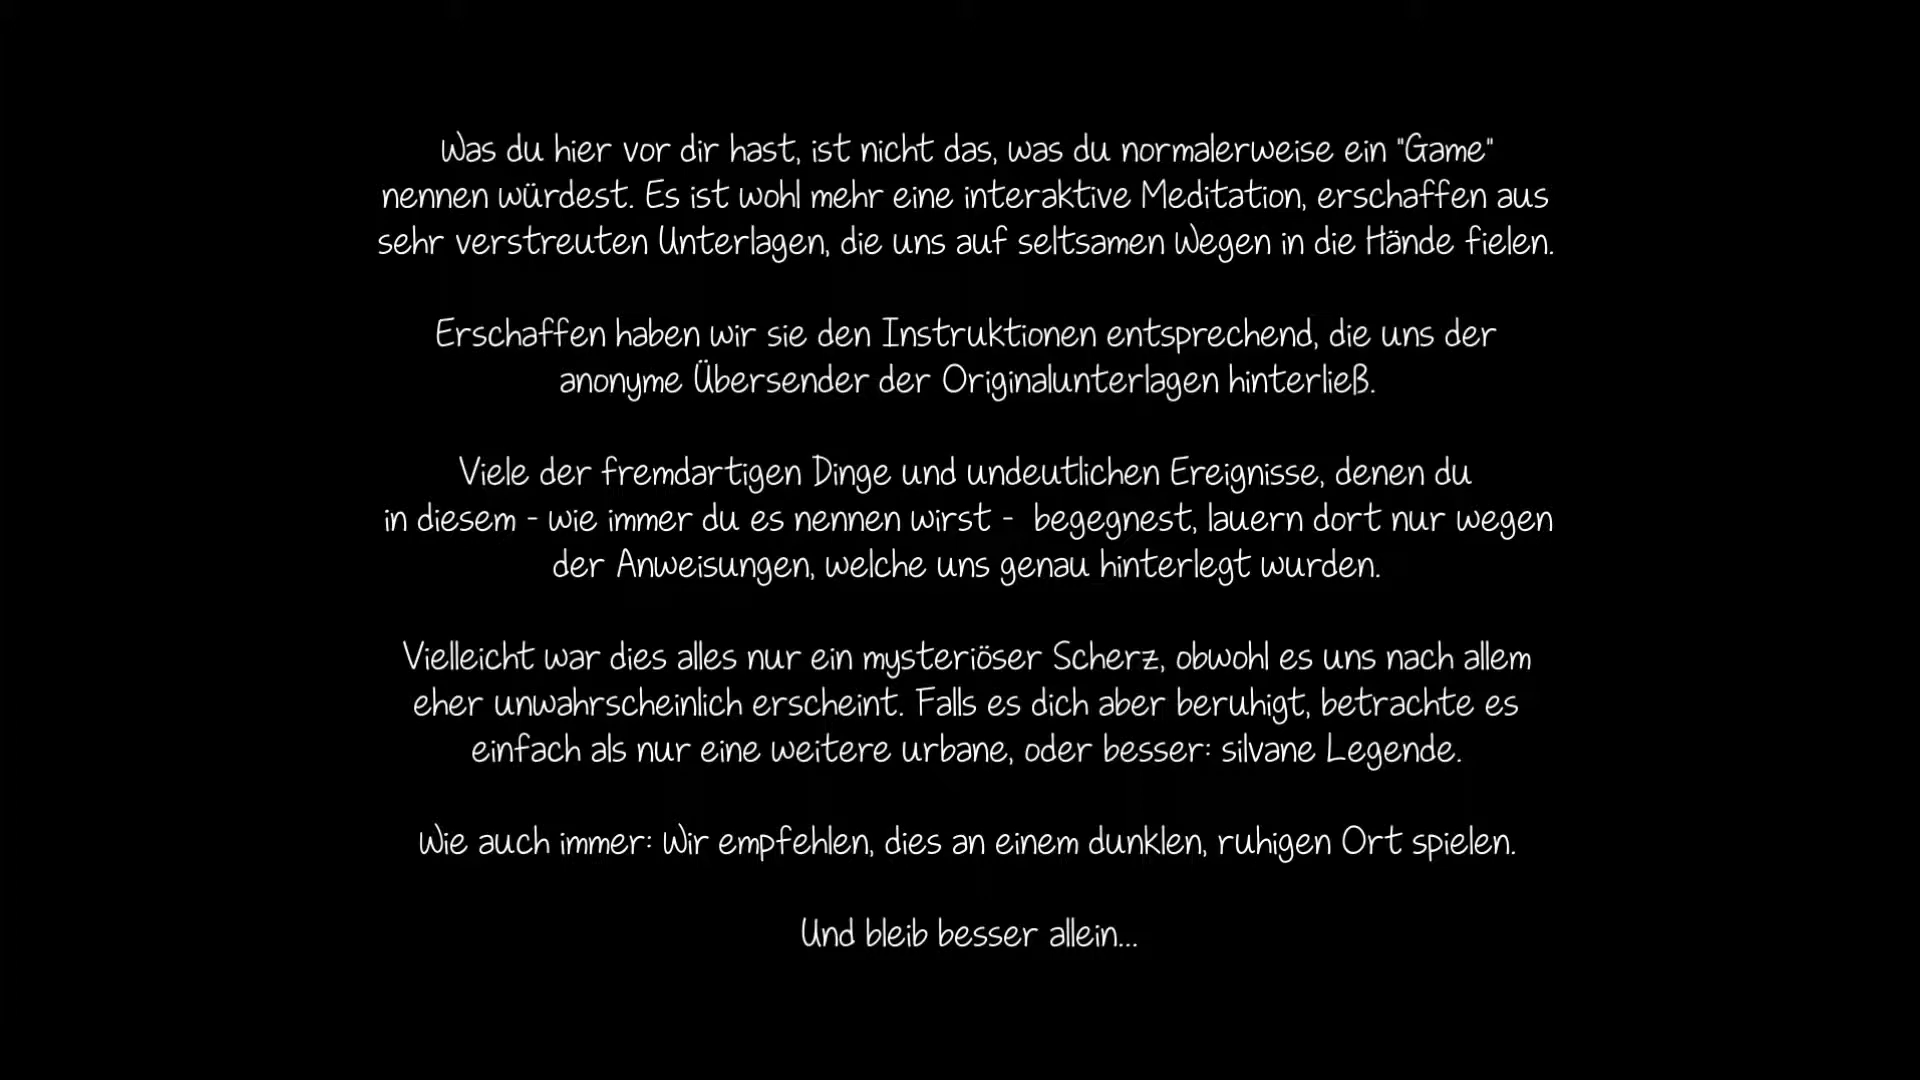 Was du hier vor dir hast, ist nicht das, was du normalerweise ein "Game"
nennen würdest. Es ist wohl mehr eine interaktive Meditation, erschaffen aus
sehr verstreuten Unterlagen, die uns auf seltsamen Wegen in die Hände fielen.
Erschaffen haben wir sie den Instruktionen entsprechend, die uns der
anonyme Übersender der Originalunterlagen hinterließ.
Viele der fremdartigen Dinge und undeutlichen Ereignisse, denen du
in diesem - wie immer du es nennen wirst - begegnest, lauern dort nur wegen
der Anweisungen, welche uns genau hinterlegt wurden.
Vielleicht war dies alles nur ein mysteriöser Scherz, obwohl es uns nach allem
eher unwahrscheinlich erscheint. Falls es dich aber beruhigt, betrachte es
einfach als nur eine weitere urbane, oder besser: silvane Legende.
Wie auch immer: Wir empfehlen, dies an einem dunklen, ruhigen Ort spielen.
Und bleib besser allein...